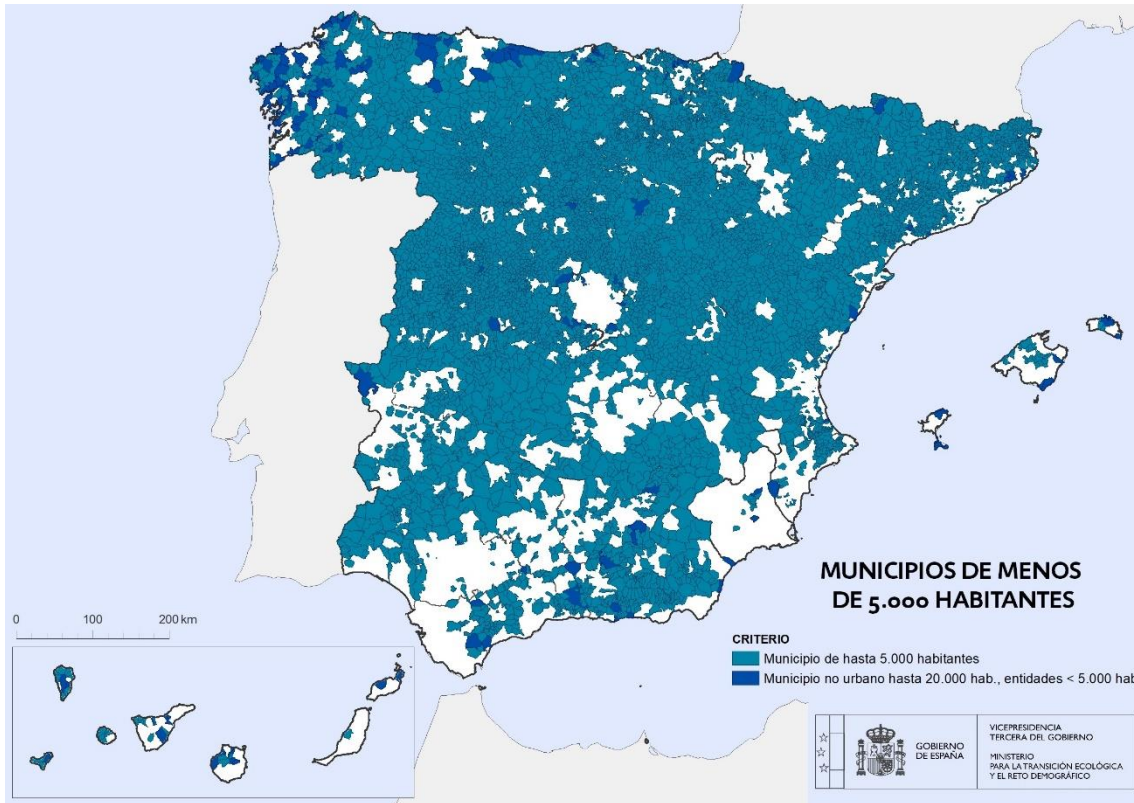 MUNICIPIOS DE MENOS
DE 5.000 HABITANTES
0 100 200 km
CRITERIO
Municipio de hasta 5.000 habitantes
Municipio no urbano hasta 20.000 hab., entidades < 5.000 hab
GOBIERNO
DE ESPAÑA
VICEPRESIDENCIA
TERCERA DEL GOBIERNO
MINISTERIO
PARA LA TRANSICIÓN ECOLÓGICA
Y EL RETO DEMOGRÁFICO